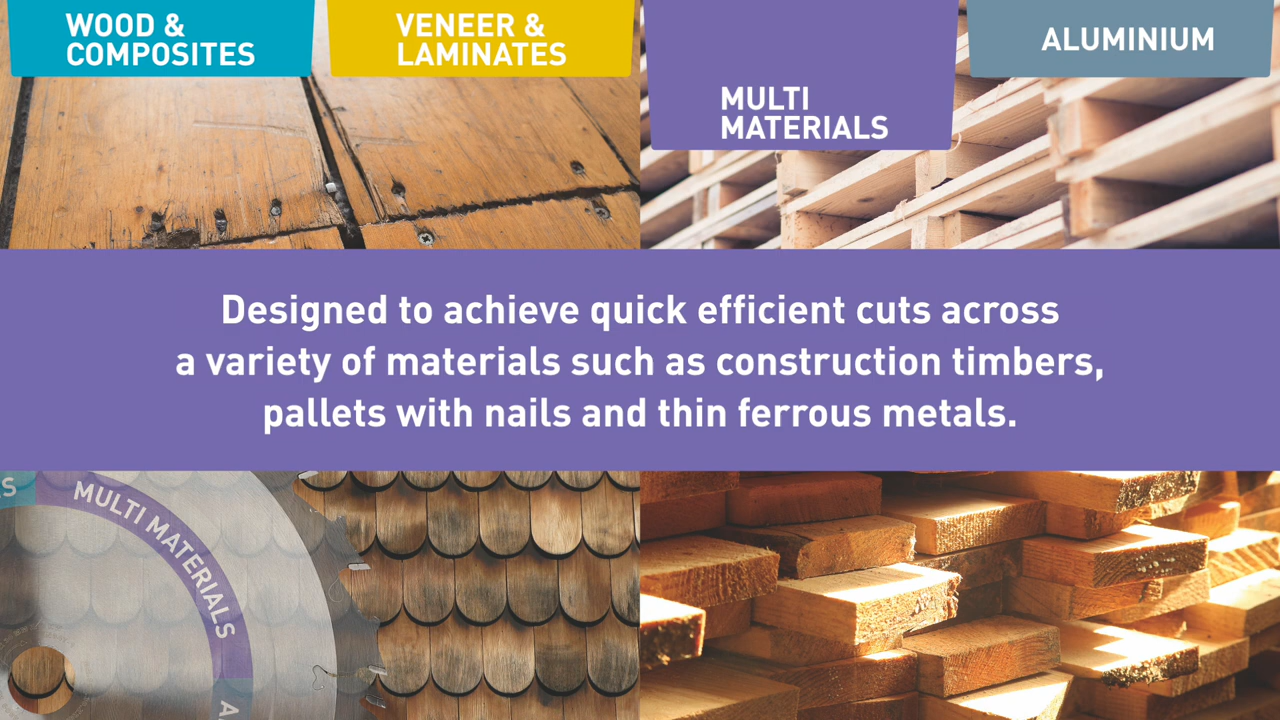 WOOD &
COMPOSITES
VENEER &
LAMINATES
MULTI
MATERIALS
ALUMINIUM
Designed to achieve quick efficient cuts across
a variety of materials such as construction timbers,
pallets with nails and thin ferrous metals.
MULTI MATERIALS